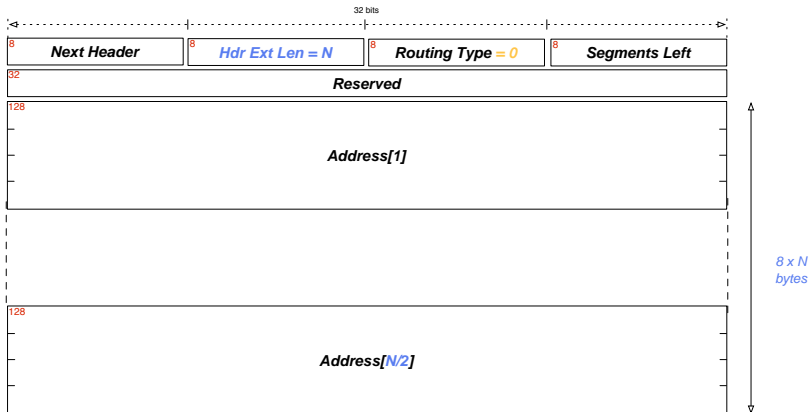 32 bits
8 Next Header 8 Hdr Ext Len = N 8 Routing Type = 0 8 Segments Left
32 Reserved
128
Address[1]
8 x N
bytes
128
Address[N/2]